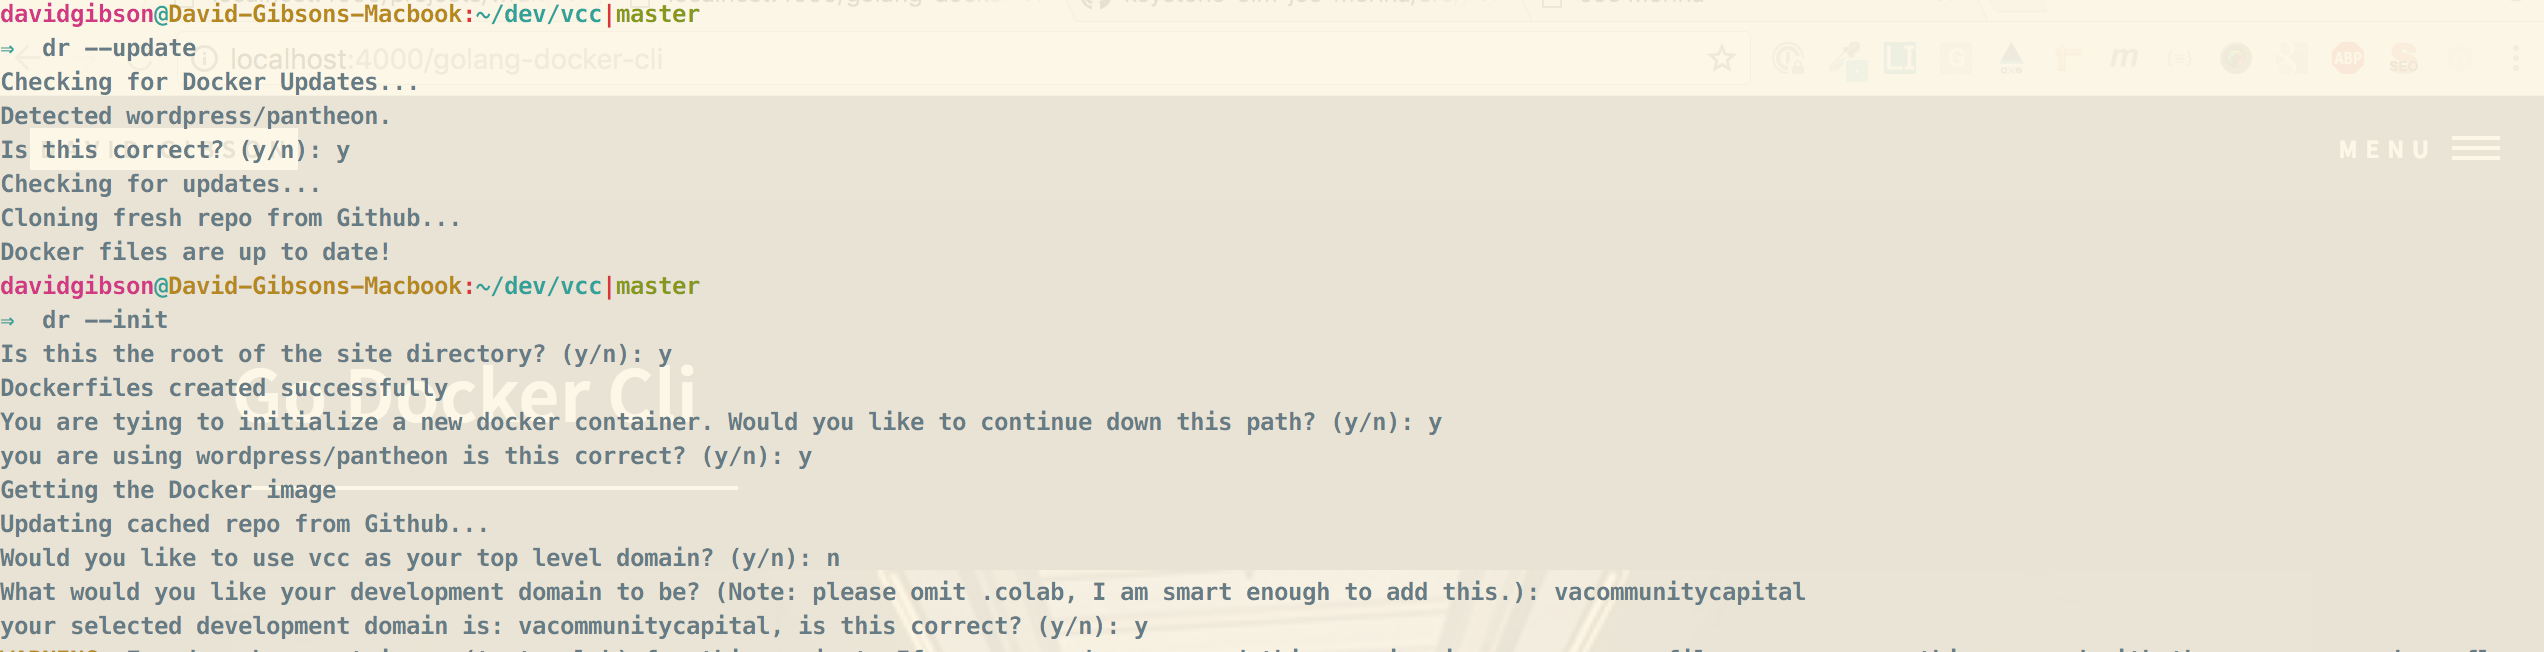 davidgibson@David-Gibsons-Macbook:~/dev/vcc|master
⇒  dr --update
localhost:4000/golang-docker-cli
Checking for Docker Updates...
Detected wordpress/pantheon.
Is this correct? (y/n): y
DAVID GIBSON
MENU
Checking for updates...
Cloning fresh repo from Github...
Docker files are up to date!
davidgibson@David-Gibsons-Macbook:~/dev/vcc|master
⇒  dr --init
Is this the root of the site directory? (y/n): y
Dockerfiles created successfully
Go Docker Cli
You are tying to initialize a new docker container. Would you like to continue down this path? (y/n): y
you are using wordpress/pantheon is this correct? (y/n): y
Getting the Docker image
Updating cached repo from Github...
Would you like to use vcc as your top level domain? (y/n): n
What would you like your development domain to be? (Note: please omit .colab, I am smart enough to add this.): vacommunitycapital
your selected development domain is: vacommunitycapital, is this correct? (y/n): y